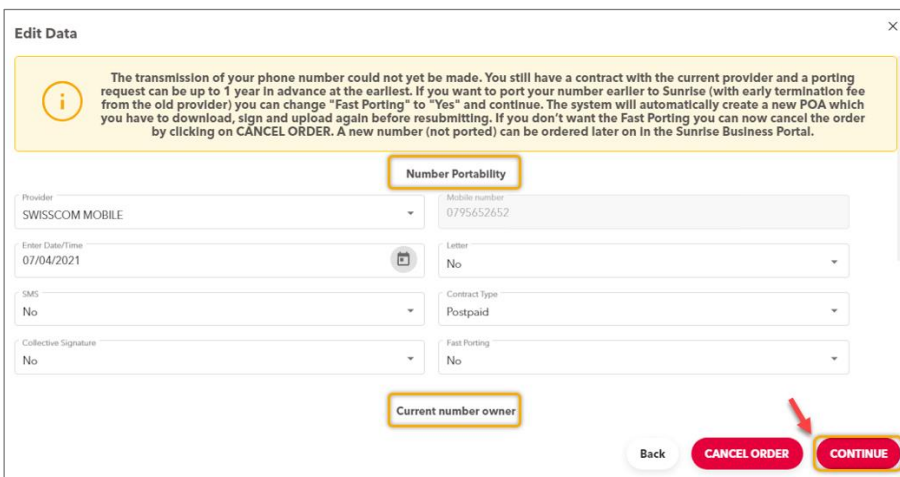 Edit Data
×
i
The transmission of your phone number could not yet be made. You still have a contract with the current provider and a porting
request can be up to 1 year in advance at the earliest. If you want to port your number earlier to Sunrise (with early termination fee
from the old provider) you can change "Fast Porting" to "Yes" and continue. The system will automatically create a new POA which
you have to download, sign and upload again before resubmitting. If you don't want the Fast Porting you can now cancel the order
by clicking on CANCEL ORDER. A new number (not ported) can be ordered later on in the Sunrise Business Portal.
Number Portability
Provider
SWISSCOM MOBILE
Mobile number
0795652652
Enter Date/Time
07/04/2021
Letter
No
SMS
No
Contract Type
Postpaid
Collective Signature
No
Fast Porting
No
Current number owner
Back
CANCEL ORDER
CONTINUE